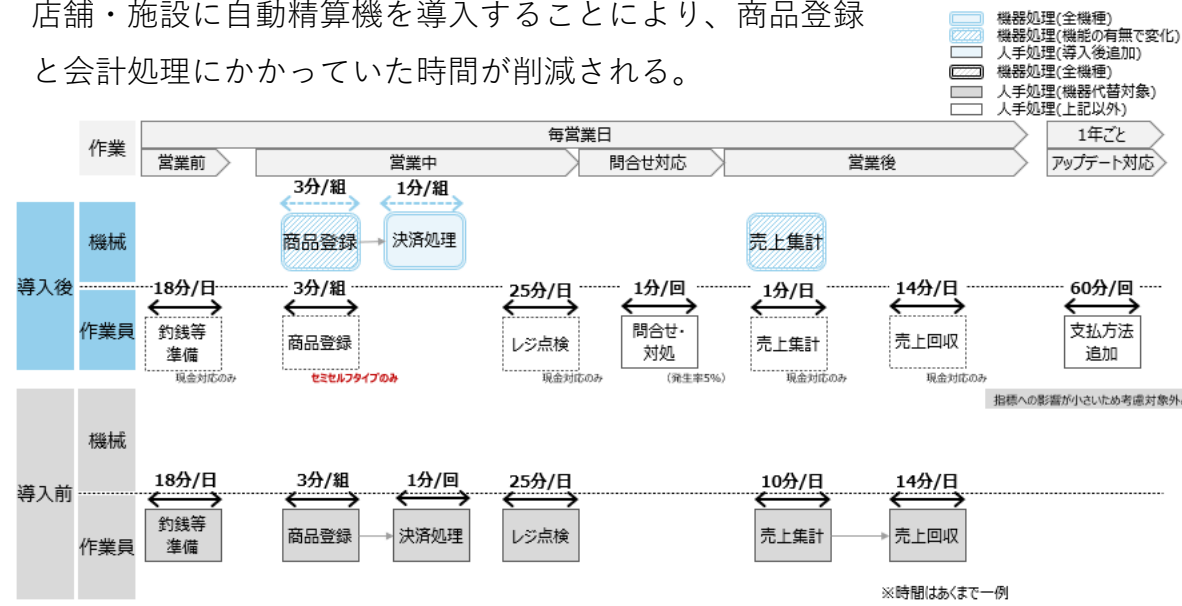 店舗・施設に自動精算機を導入することにより、商品登録
と会計処理にかかっていた時間が削減される。
機器処理(全機種)
機器処理(機能の有無で変化)
人手処理(導入後追加)
機器処理(全機種)
人手処理(機器代替対象)
人手処理(上記以外)
作業
毎営業日
1年ごと
営業前
営業中
問合せ対応
営業後
アップデート対応
3分/組
1分/組
導入後
機械
商品登録
決済処理
売上集計
18分/日
3分/組
25分/日
1分/回
1分/日
14分/日
60分/回
作業員
釣銭等
準備
商品登録
レジ点検
問合せ・
対処
売上集計
売上回収
支払方法
追加
現金対応のみ
セミセルフタイプのみ
現金対応のみ
(発生率5%)
現金対応のみ
現金対応のみ
指標への影響が小さいため考慮対象外
導入前
機械
18分/日
3分/組
1分/回
25分/日
10分/日
14分/日
作業員
釣銭等
準備
商品登録
決済処理
レジ点検
売上集計
売上回収
※時間はあくまで一例